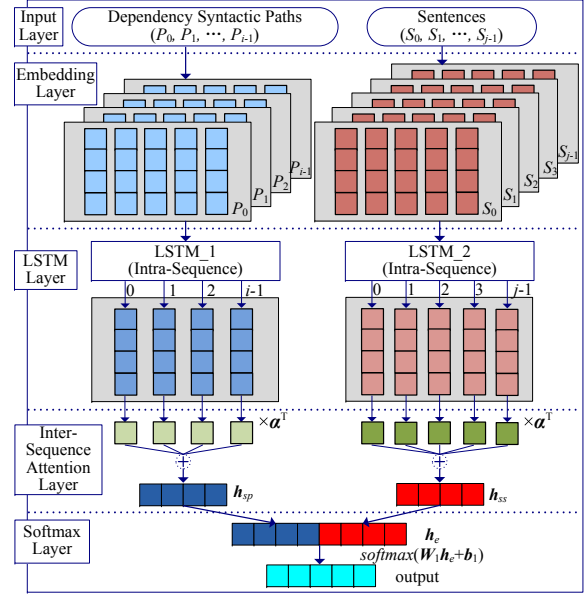 Input
Layer
Dependency Syntactic Paths
(P0, P1, …, Pi-1)
Sentences
(S0, S1, …, Sj-1)
Embedding
Layer
Pi-1
P2
P1
P0
Sj-1
S3
S2
S1
S0
LSTM
Layer
LSTM_1
(Intra-Sequence)
LSTM_2
(Intra-Sequence)
0 1 2 i-1
0 1 2 3 j-1
Inter-
Sequence
Attention
Layer
×αT
×αT
+
+
hsp
hss
Softmax
Layer
he
softmax(W1he+b1)
output